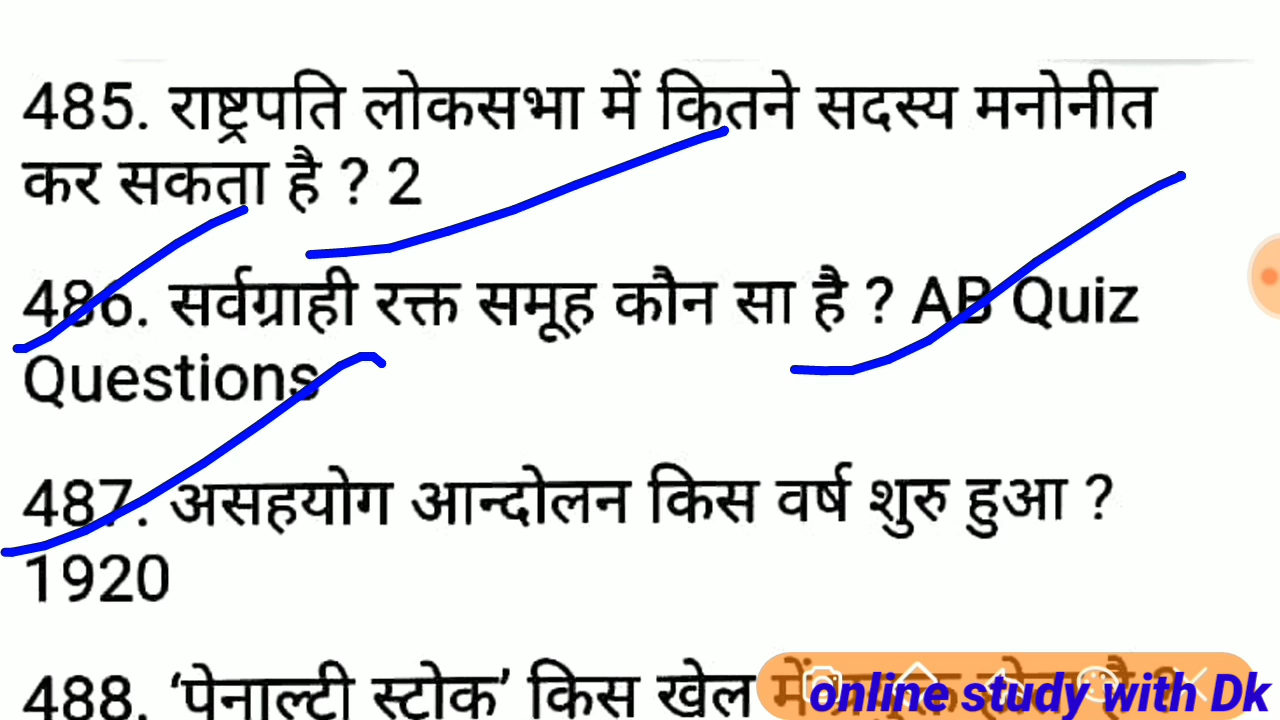 485. राष्ट्रपति लोकसभा में कितने सदस्य मनोनीत
कर सकता है ? 2
486. सर्वग्राही रक्त समूह कौन सा है ? AB Quiz
Questions
487. असहयोग आन्दोलन किस वर्ष शुरु हुआ ?
1920
488. ‘पेनाल्टी स्टोक’ किस खेल में
online study with Dk